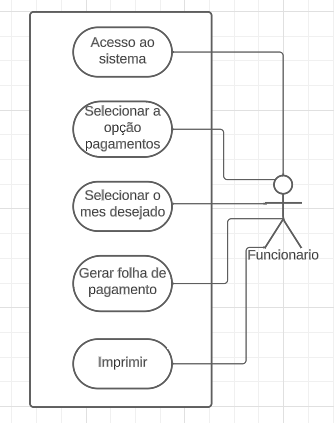 Acesso ao
sistema
Selecionar a
opção
pagamentos
Selecionar o
mes desejado
Gerar folha de
pagamento
Funcionario
Imprimir